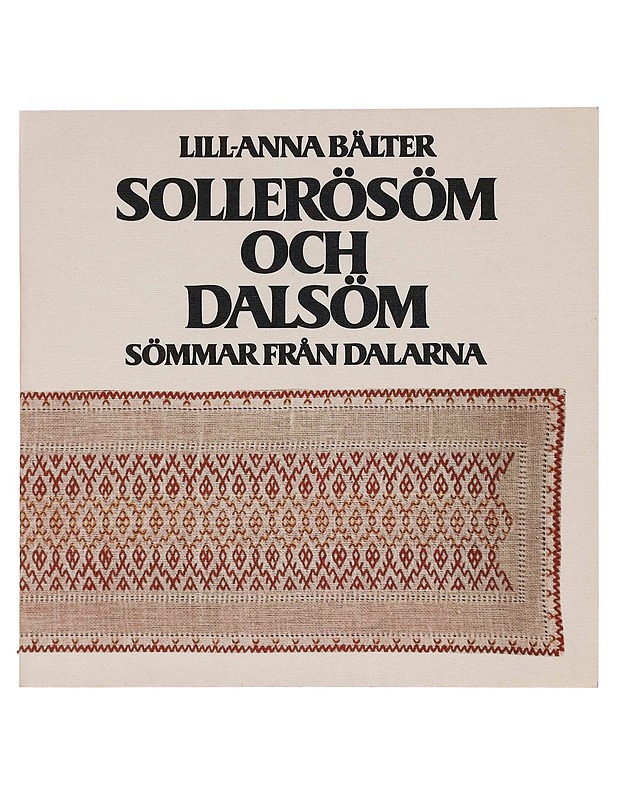 LILL-ANNA BÄLTER
SOLLERÖSÖM
OCH
DALSÖM
SÖMMAR FRÅN DALARNA